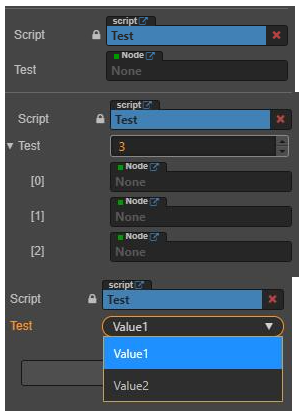 script
Script Test
Node
Test None
script
Script Test
Test 3
Node
[0] None
Node
[1] None
Node
[2] None
script
Script Test
Test Value1
Value1
Value2